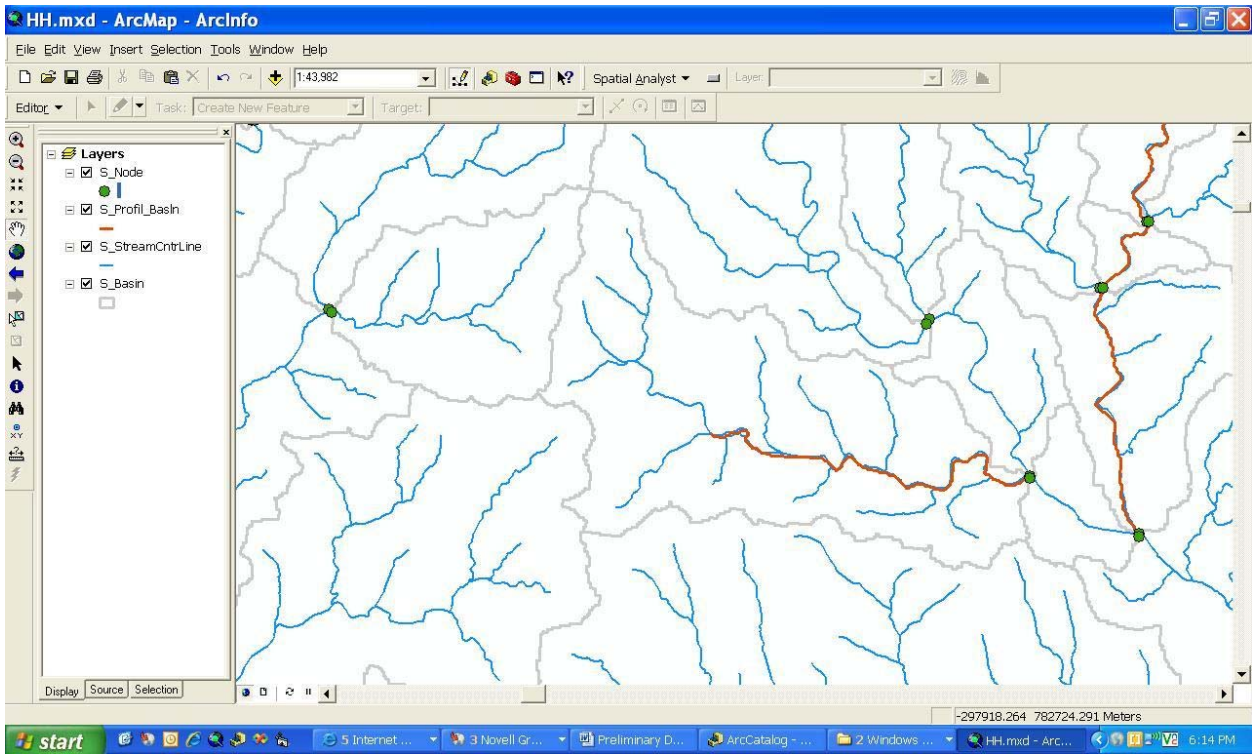 HH.mxd - ArcMap - ArcInfo
File Edit View Insert Selection Tools Window Help
1:43,982
Spatial Analyst
Layer:
Editor
Task: Create New Feature
Target:
Layers
S_Node
S_Profil_Basln
S_StreamCntrLine
S_Basin
Display Source Selection
-297918.264 782724.291 Meters
start
5 Internet ...
3 Novell Gr...
Preliminary D...
ArcCatalog - ...
2 Windows ...
HH.mxd - Arc...
6:14 PM